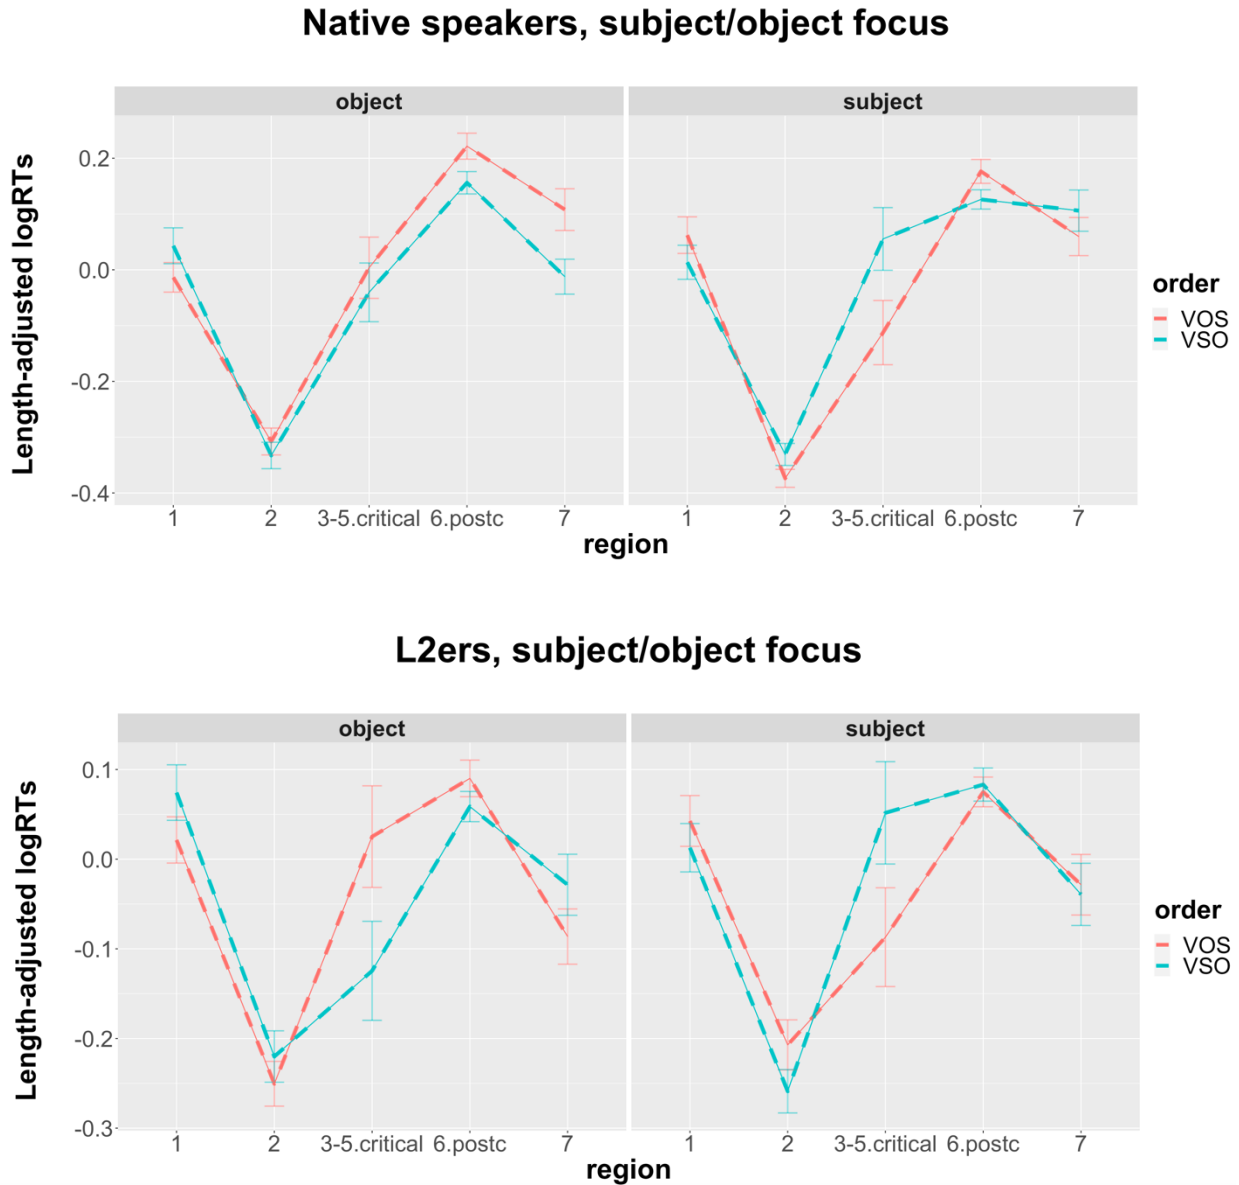 Native speakers, subject/object focus
object
subject
Length-adjusted logRTs
0.2
0.0
-0.2
-0.4
1
2
3-5.critical
6.postc
7
1
2
3-5.critical
6.postc
7
region
order
VOS
VSO
L2ers, subject/object focus
object
subject
Length-adjusted logRTs
0.1
0.0
-0.1
-0.2
-0.3
1
2
3-5.critical
6.postc
7
1
2
3-5.critical
6.postc
7
region
order
VOS
VSO